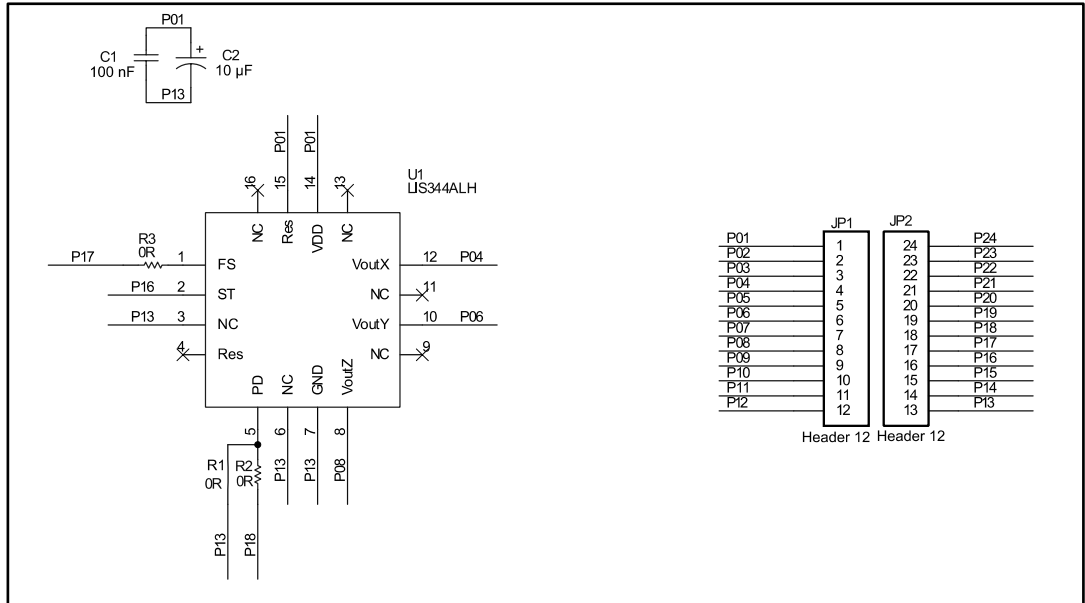 P01
+
C1
100 nF
C2
10 µF
P13
P01
P01
U1
LIS344ALH
16
15
14
13
NC
Res
VDD
NC
R3
0R
P17
1
FS
VoutX
12
P04
P16
2
ST
NC
11
P13
3
NC
VoutY
10
P06
4
Res
NC
9
PD
NC
GND
VoutZ
5
6
7
8
R1
0R
R2
0R
P13
P13
P08
P13
P18
JP1
JP2
P01
1
24
P24
P02
2
23
P23
P03
3
22
P22
P04
4
21
P21
P05
5
20
P20
P06
6
19
P19
P07
7
18
P18
P08
8
17
P17
P09
9
16
P16
P10
10
15
P15
P11
11
14
P14
P12
12
13
P13
Header 12
Header 12